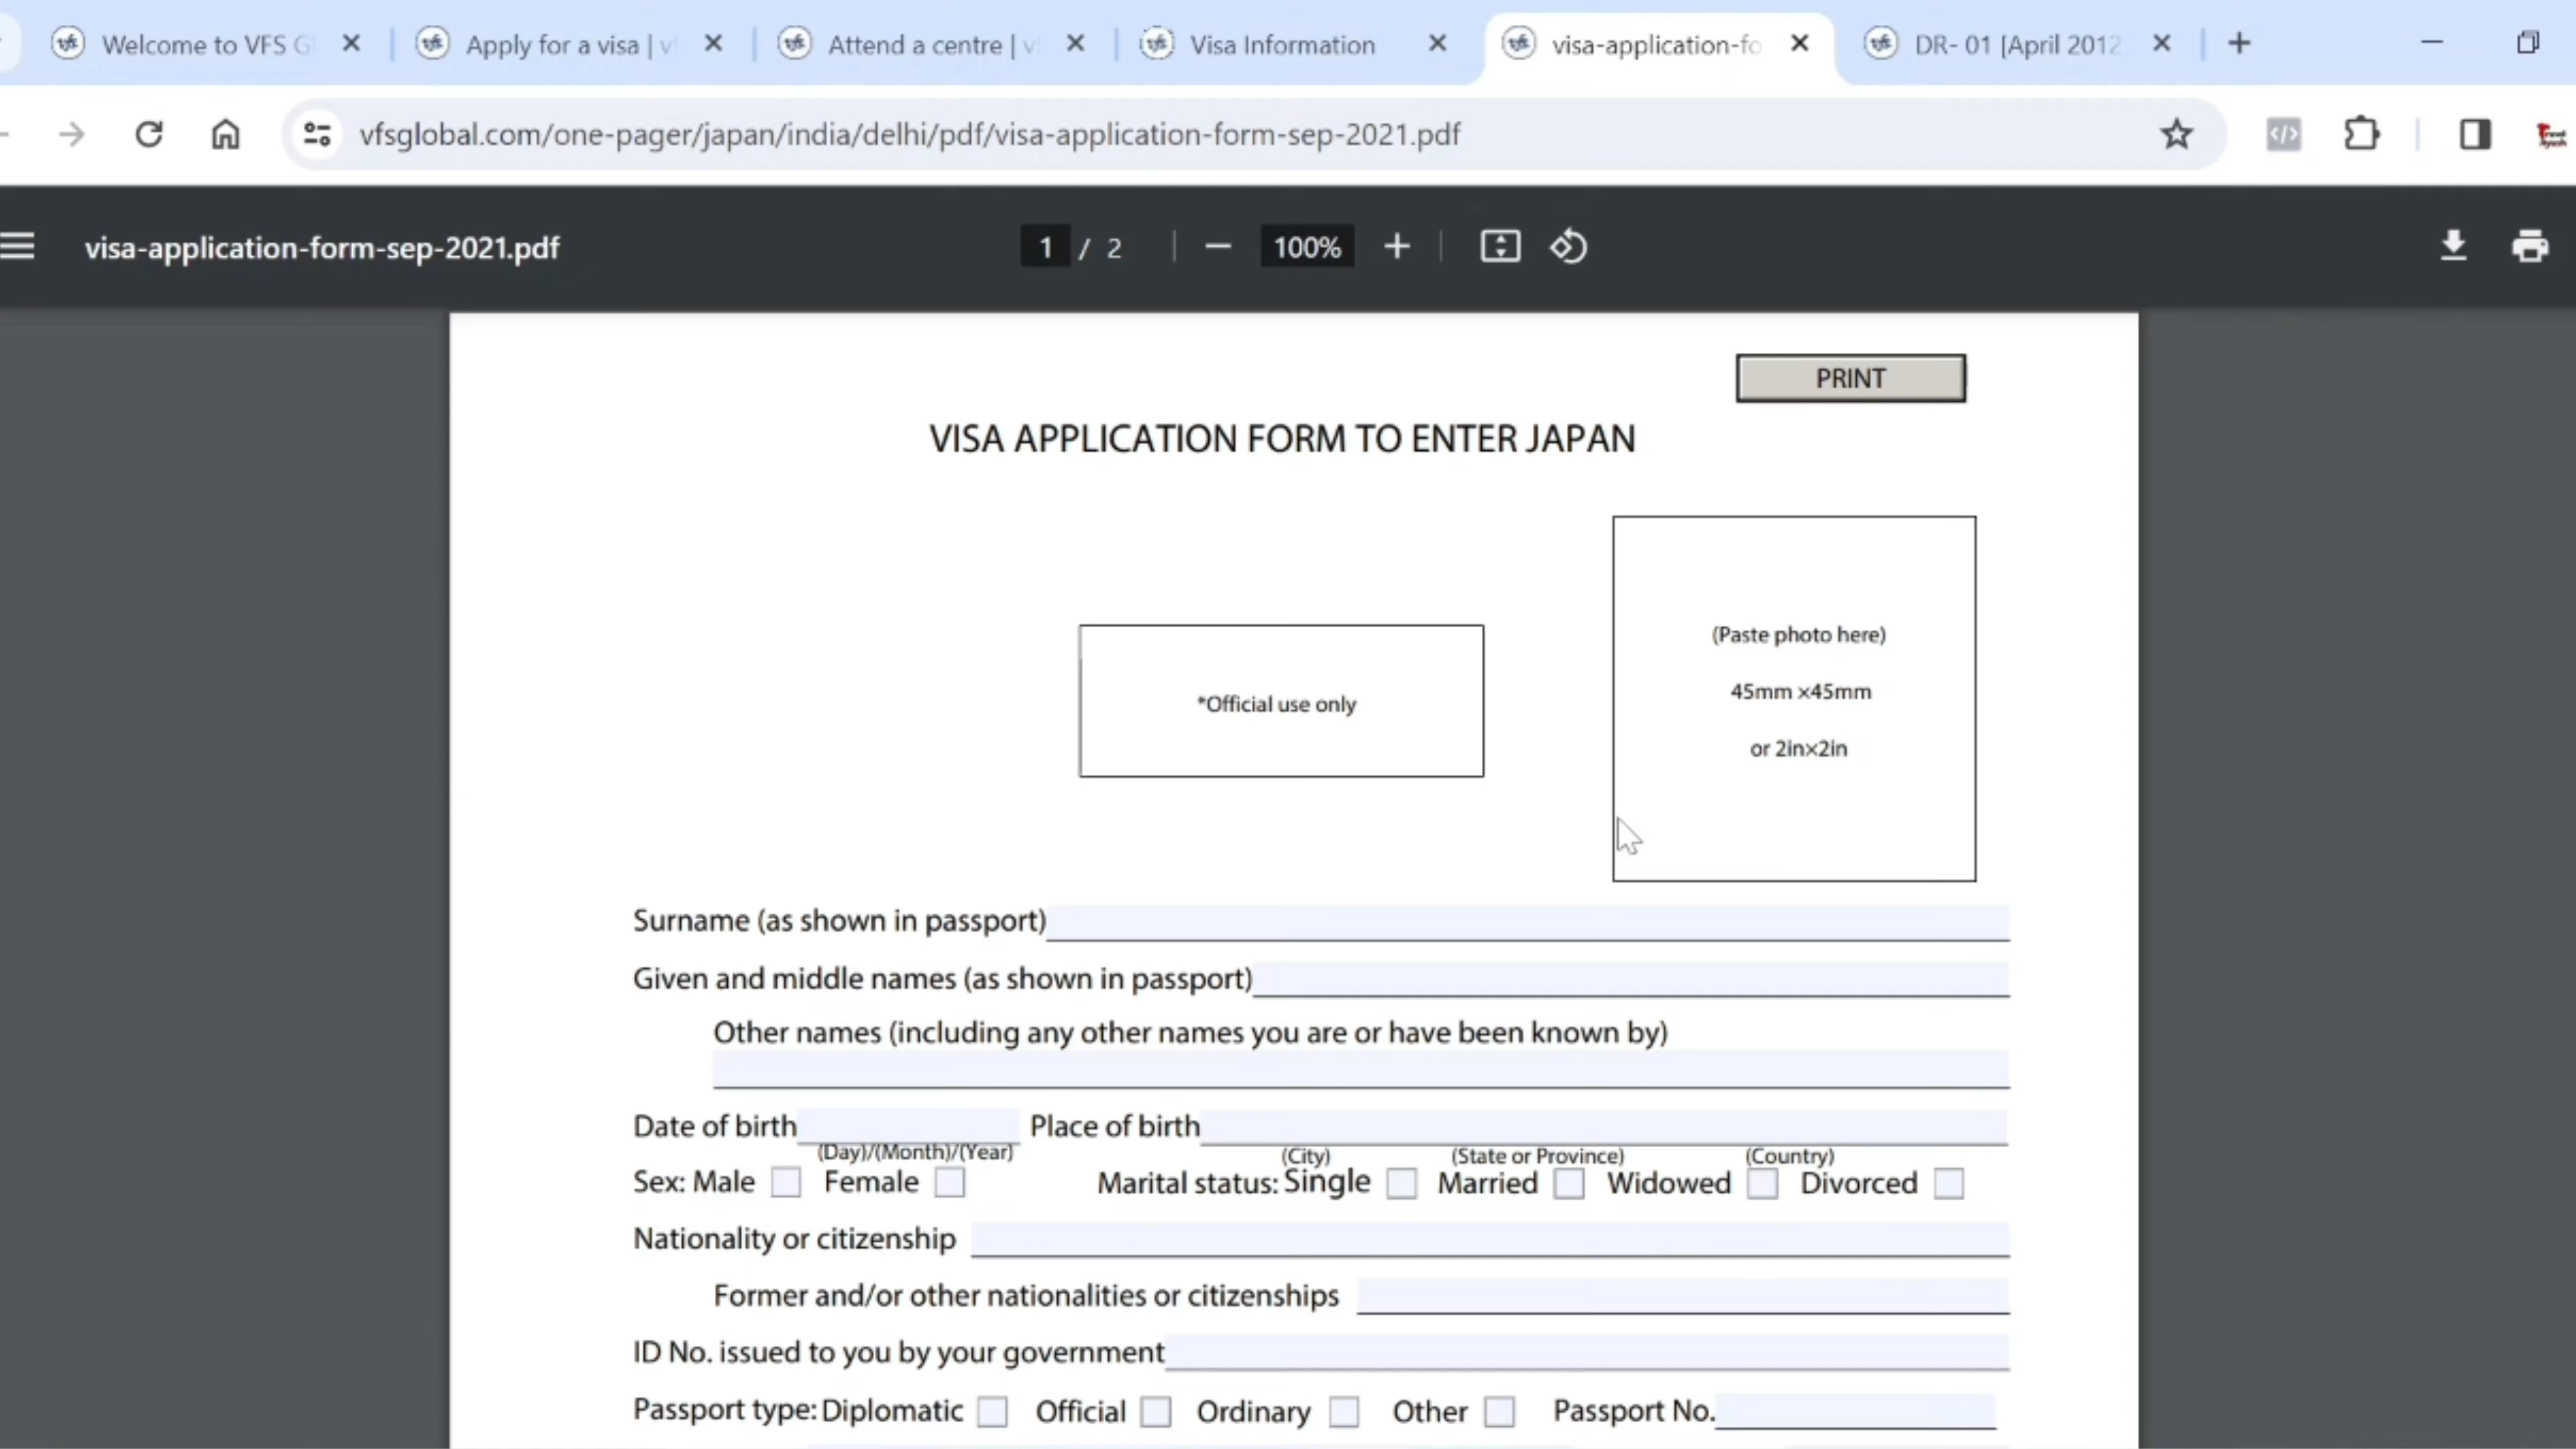 Welcome to VFS G
Apply for a visa | vf
Attend a centre | v
Visa Information
visa-application-fo
DR- 01 [April 2012
vfsglobal.com/one-pager/japan/india/delhi/pdf/visa-application-form-sep-2021.pdf
visa-application-form-sep-2021.pdf
1 / 2
100%
PRINT
VISA APPLICATION FORM TO ENTER JAPAN
(Paste photo here)
45mm ×45mm
or 2in×2in
*Official use only
Surname (as shown in passport)
Given and middle names (as shown in passport)
Other names (including any other names you are or have been known by)
Date of birth Place of birth
(Day)/(Month)/(Year) (City) (State or Province) (Country)
Sex: Male Female Marital status: Single Married Widowed Divorced
Nationality or citizenship
Former and/or other nationalities or citizenships
ID No. issued to you by your government
Passport type: Diplomatic Official Ordinary Other Passport No.